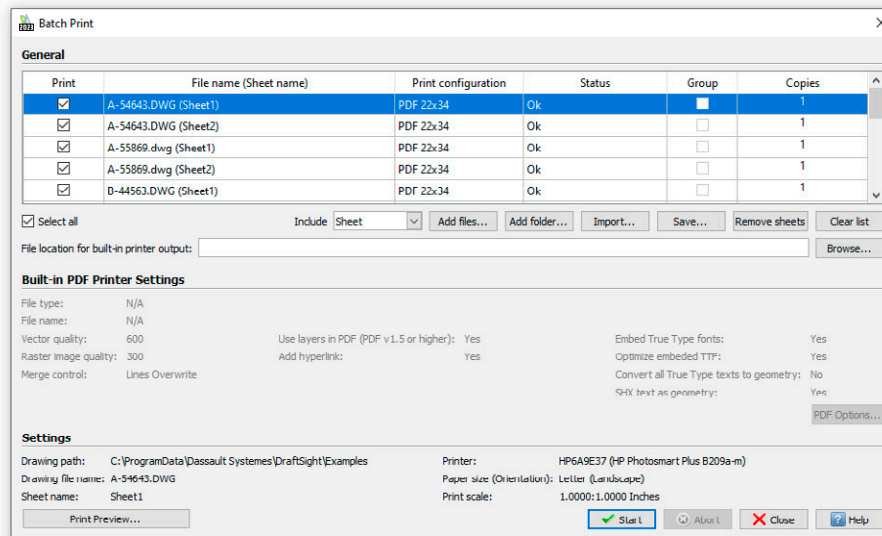 2023 Batch Print
General
Print File name (Sheet name) Print configuration Status Group Copies
A-54643.DWG (Sheet1) PDF 22x34 Ok 1
A-54643.DWG (Sheet2) PDF 22x34 Ok 1
A-55869.dwg (Sheet1) PDF 22x34 Ok 1
A-55869.dwg (Sheet2) PDF 22x34 Ok 1
B-44563.DWG (Sheet1) PDF 22x34 Ok 1
Select all Include Sheet Add files... Add folder... Import... Save... Remove sheets Clear list
File location for built-in printer output: Browse...
Built-in PDF Printer Settings
File type: N/A
File name: N/A
Vector quality: 600 Use layers in PDF (PDF v1.5 or higher): Yes Embed True Type fonts: Yes
Raster image quality: 300 Add hyperlink: Yes Optimize embeded TTF: Yes
Merge control: Lines Overwrite Convert all True Type texts to geometry: No
SHX text as geometry: Yes
PDF Options...
Settings
Drawing path: C:\ProgramData\Dassault Systemes\DraftSight\Examples Printer: HP6A9E37 (HP Photosmart Plus B209a-m)
Drawing file name: A-54643.DWG Paper size (Orientation): Letter (Landscape)
Sheet name: Sheet1 Print scale: 1.0000:1.0000 Inches
Print Preview... Start Abort Close Help